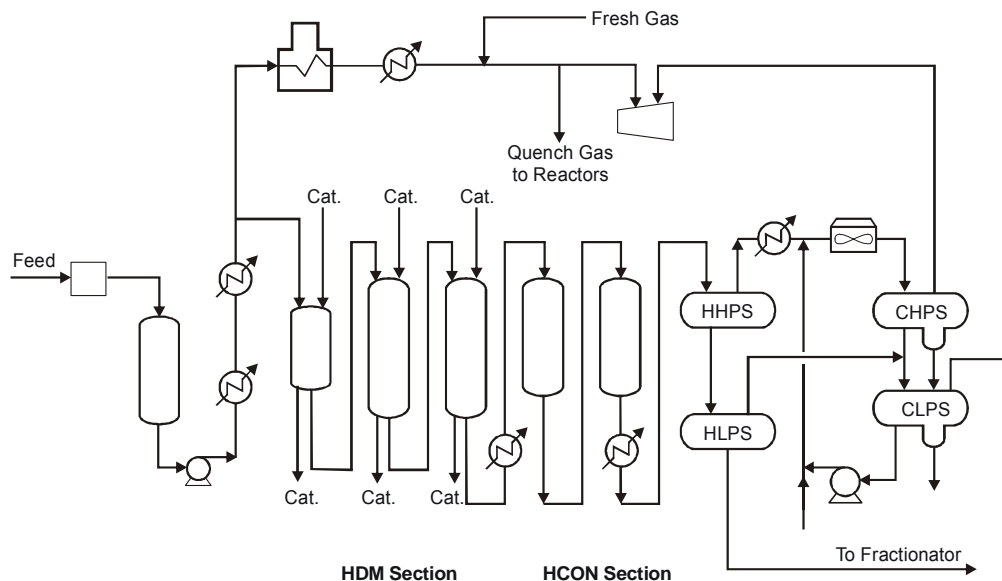 Fresh Gas
Quench Gas
to Reactors
Cat.
Cat.
Cat.
Feed
HHPS
CHPS
HLPS
CLPS
Cat.
Cat.
Cat.
To Fractionator
HDM Section
HCON Section